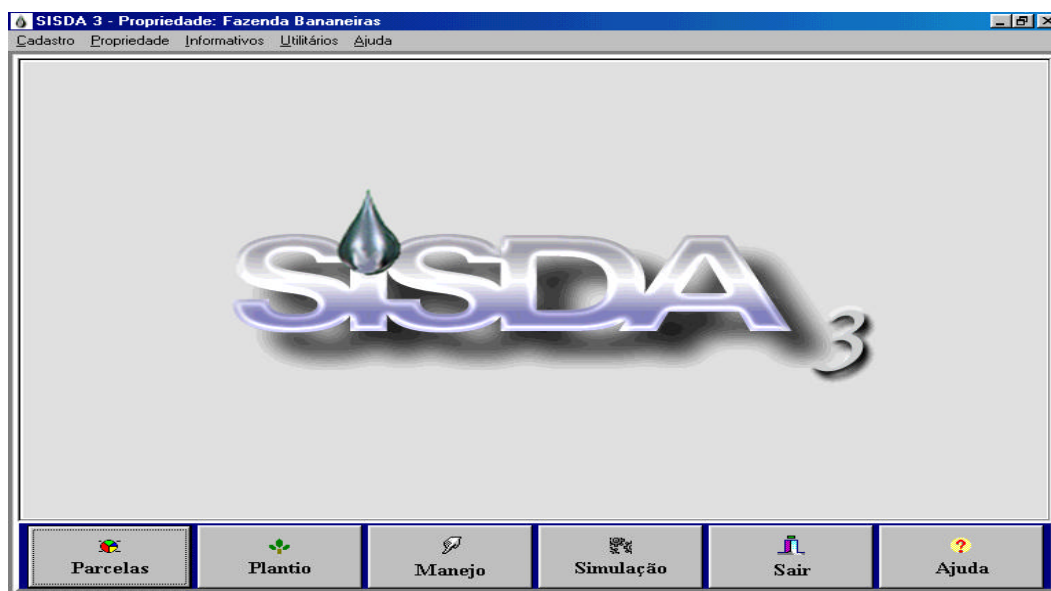 SISDA 3 - Propriedade: Fazenda Bananeiras
Cadastro Propriedade Informativos Utilitários Ajuda
SiSDA 3
Parcelas Plantio Manejo Simulação Sair Ajuda